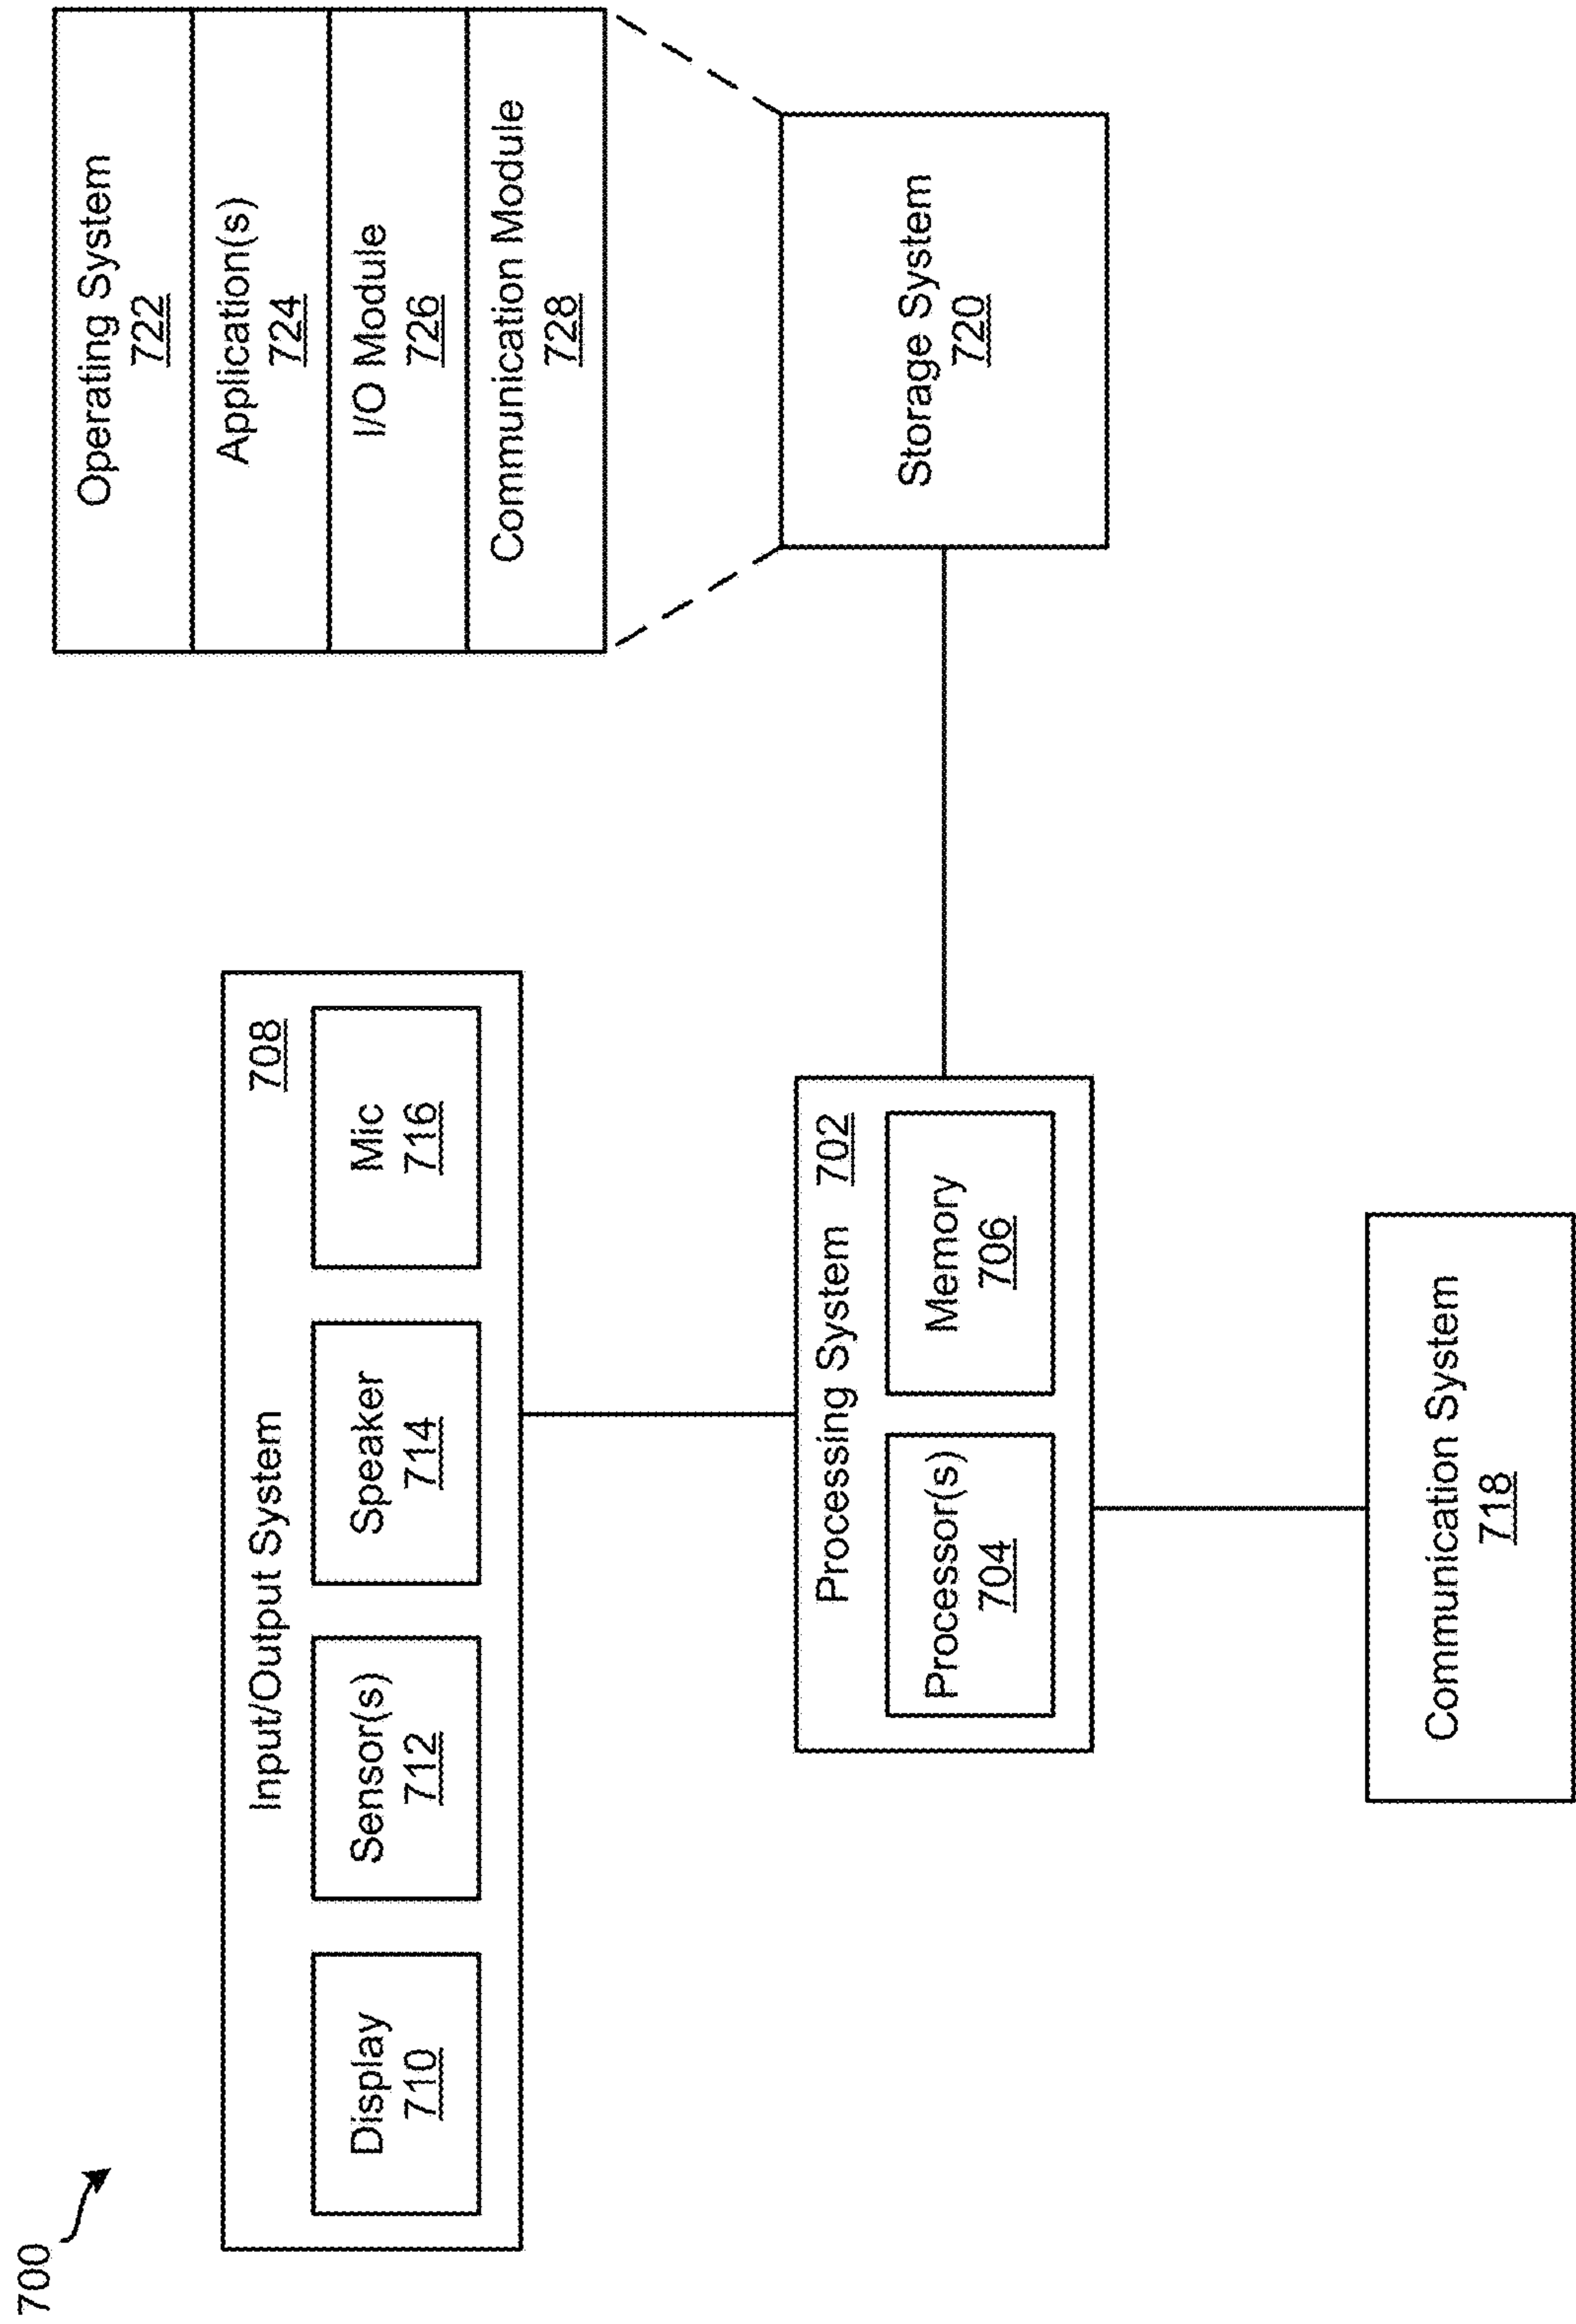 700
Input/Output System
708
Display
710
Sensor(s)
712
Speaker
714
Mic
716
Operating System
722
Application(s)
724
I/O Module
726
Communication Module
728
Processing System
702
Processor(s)
704
Memory
706
Storage System
720
Communication System
718